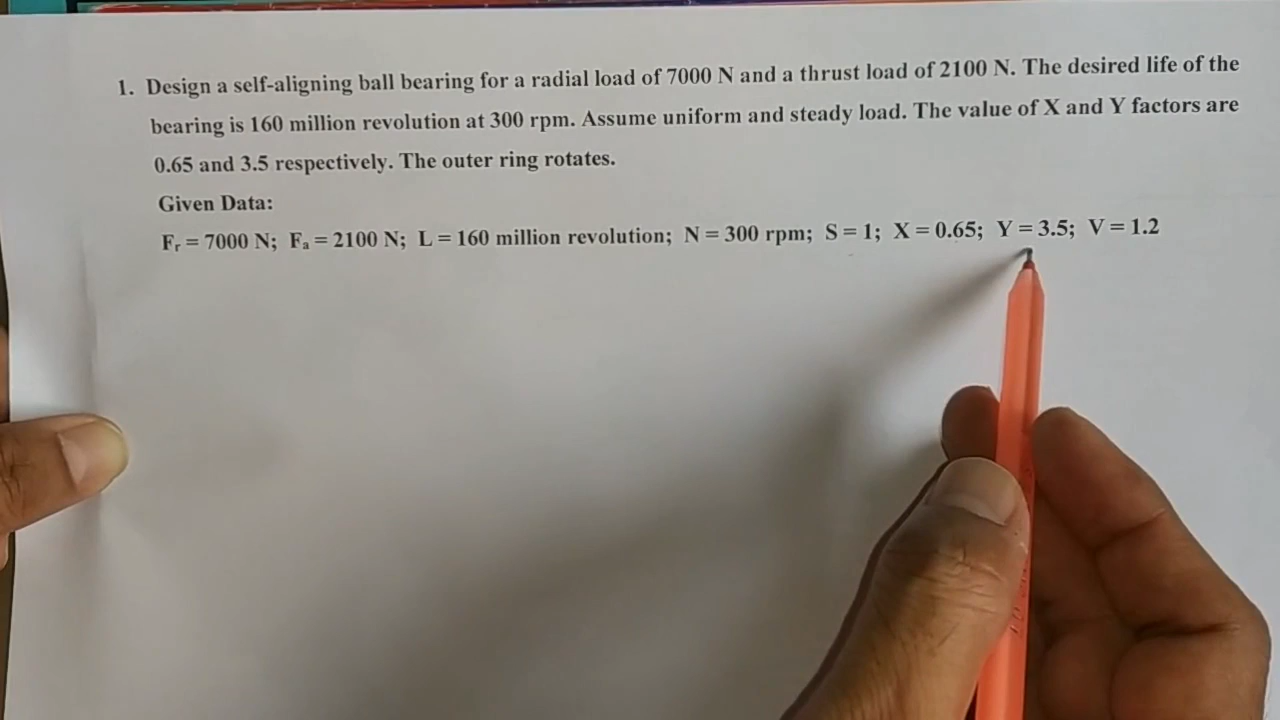 1. Design a self-aligning ball bearing for a radial load of 7000 N and a thrust load of 2100 N. The desired life of the
bearing is 160 million revolution at 300 rpm. Assume uniform and steady load. The value of X and Y factors are
0.65 and 3.5 respectively. The outer ring rotates.
Given Data:
Fᵣ = 7000 N; Fₐ = 2100 N; L = 160 million revolution; N = 300 rpm; S = 1; X = 0.65; Y = 3.5; V = 1.2